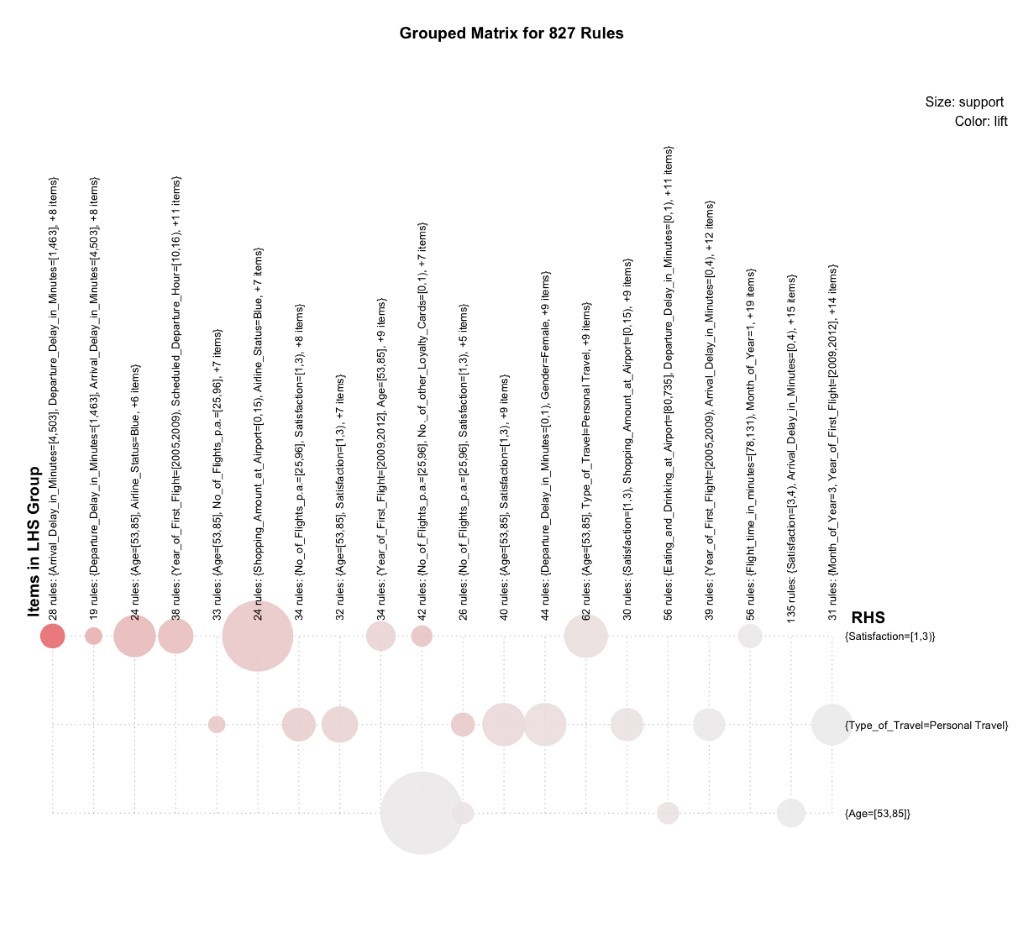 Grouped Matrix for 827 Rules
Size: support
Color: lift
Items in LHS Group
28 rules: {Arrival_Delay_in_Minutes=[4,503], Departure_Delay_in_Minutes=[1,463], +8 items}
19 rules: {Departure_Delay_in_Minutes=[1,463], Arrival_Delay_in_Minutes=[4,503], +8 items}
24 rules: {Age=[53,85], Airline_Status=Blue, +6 items}
38 rules: {Year_of_First_Flight=[2005,2009), Scheduled_Departure_Hour=[10,16), +11 items}
33 rules: {Age=[53,85], No_of_Flights_p.a.=[25,96], +7 items}
24 rules: {Shopping_Amount_at_Airport=[0,15), Airline_Status=Blue, +7 items}
34 rules: {No_of_Flights_p.a.=[25,96], Satisfaction=[1,3), +8 items}
32 rules: {Age=[53,85], Satisfaction=[1,3), +7 items}
34 rules: {Year_of_First_Flight=[2009,2012], Age=[53,85], +9 items}
42 rules: {No_of_Flights_p.a.=[25,96], No._of_other_Loyalty_Cards=[0,1), +7 items}
26 rules: {No_of_Flights_p.a.=[25,96], Satisfaction=[1,3), +5 items}
40 rules: {Age=[53,85], Satisfaction=[1,3), +9 items}
44 rules: {Departure_Delay_in_Minutes=[0,1), Gender=Female, +9 items}
62 rules: {Age=[53,85], Type_of_Travel=Personal Travel, +9 items}
30 rules: {Satisfaction=[1,3), Shopping_Amount_at_Airport=[0,15), +9 items}
56 rules: {Eating_and_Drinking_at_Airport=[80,735], Departure_Delay_in_Minutes=[0,1), +11 items}
39 rules: {Year_of_First_Flight=[2005,2009), Arrival_Delay_in_Minutes=[0,4), +12 items}
56 rules: {Flight_time_in_minutes=[78,131), Month_of_Year=1, +19 items}
135 rules: {Satisfaction=[3,4), Arrival_Delay_in_Minutes=[0,4), +15 items}
31 rules: {Month_of_Year=3, Year_of_First_Flight=[2009,2012], +14 items}
RHS
{Satisfaction=[1,3)}
{Type_of_Travel=Personal Travel}
{Age=[53,85]}